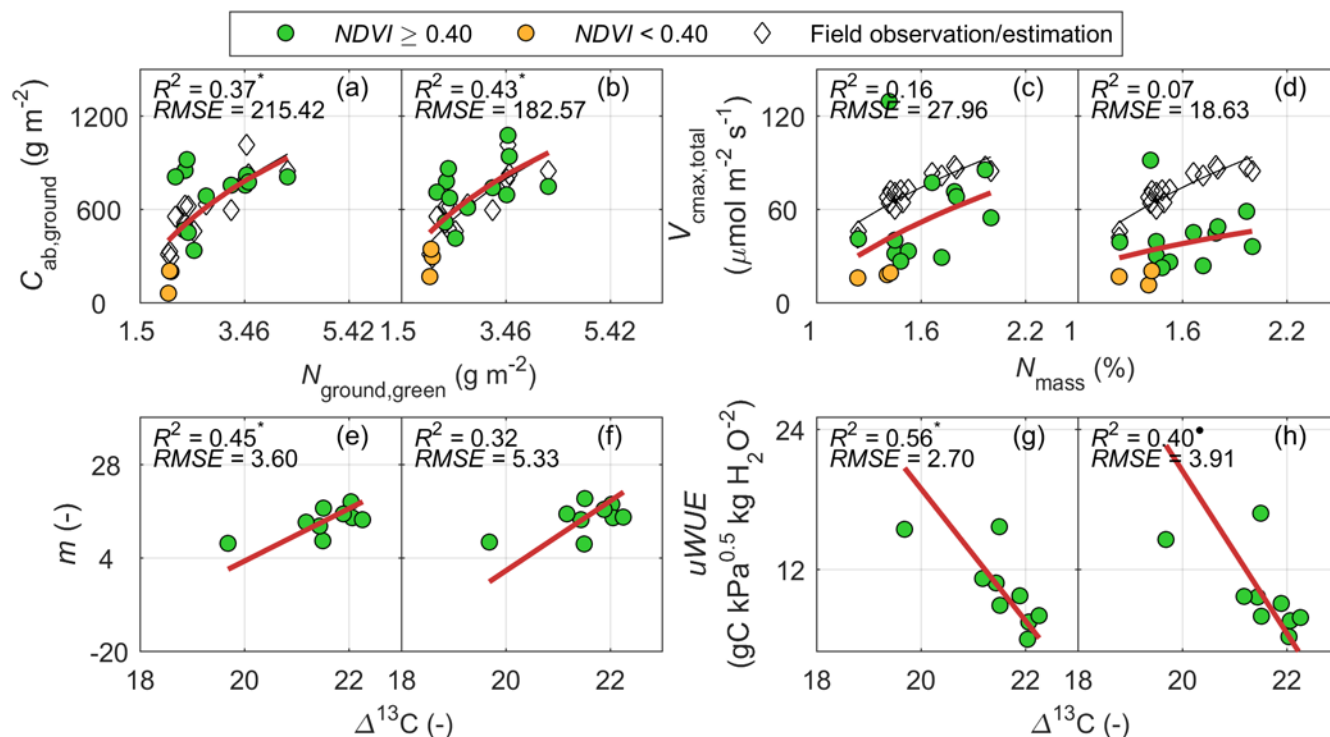 NDVI ≥ 0.40 NDVI < 0.40 Field observation/estimation
R² = 0.37* (a)
RMSE = 215.42
R² = 0.43* (b)
RMSE = 182.57
C_ab,ground (g m⁻²)
1200
600
0
1.5 3.46 5.42 1.5 3.46 5.42
N_ground,green (g m⁻²)
R² = 0.16 (c)
RMSE = 27.96
R² = 0.07 (d)
RMSE = 18.63
V_cmax,total
(μmol m⁻² s⁻¹)
120
60
0
1 1.6 2.2 1 1.6 2.2
N_mass (%)
R² = 0.45* (e)
RMSE = 3.60
R² = 0.32 (f)
RMSE = 5.33
m (-)
28
4
-20
18 20 22 18 20 22
Δ¹³C (-)
R² = 0.56* (g)
RMSE = 2.70
R² = 0.40• (h)
RMSE = 3.91
uWUE
(gC kPa⁰·⁵ kg H₂O⁻²)
24
12
18 20 22 18 20 22
Δ¹³C (-)